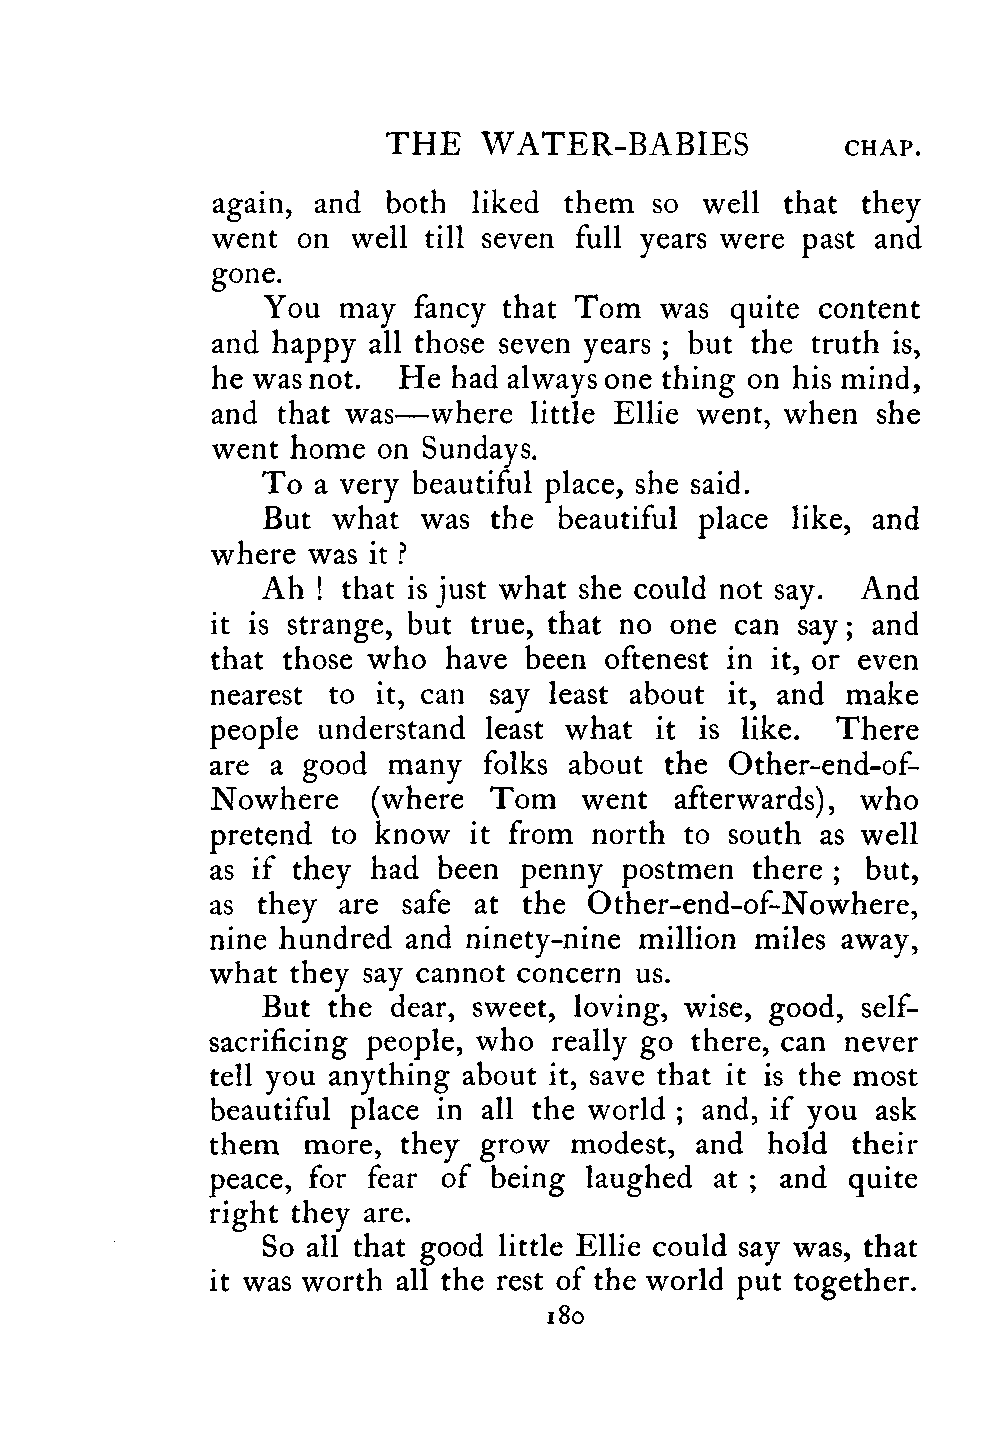 THE WATER-BABIES CHAP.
again, and both liked them so well that they
went on well till seven full years were past and
gone.
You may fancy that Tom was quite content
and happy all those seven years ; but the truth is,
he was not. He had always one thing on his mind,
and that was—where little Ellie went, when she
went home on Sundays.
To a very beautiful place, she said.
But what was the beautiful place like, and
where was it ?
Ah ! that is just what she could not say. And
it is strange, but true, that no one can say ; and
that those who have been oftenest in it, or even
nearest to it, can say least about it, and make
people understand least what it is like. There
are a good many folks about the Other-end-of-
Nowhere (where Tom went afterwards), who
pretend to know it from north to south as well
as if they had been penny postmen there ; but,
as they are safe at the Other-end-of-Nowhere,
nine hundred and ninety-nine million miles away,
what they say cannot concern us.
But the dear, sweet, loving, wise, good, self-
sacrificing people, who really go there, can never
tell you anything about it, save that it is the most
beautiful place in all the world ; and, if you ask
them more, they grow modest, and hold their
peace, for fear of being laughed at ; and quite
right they are.
So all that good little Ellie could say was, that
it was worth all the rest of the world put together.
180